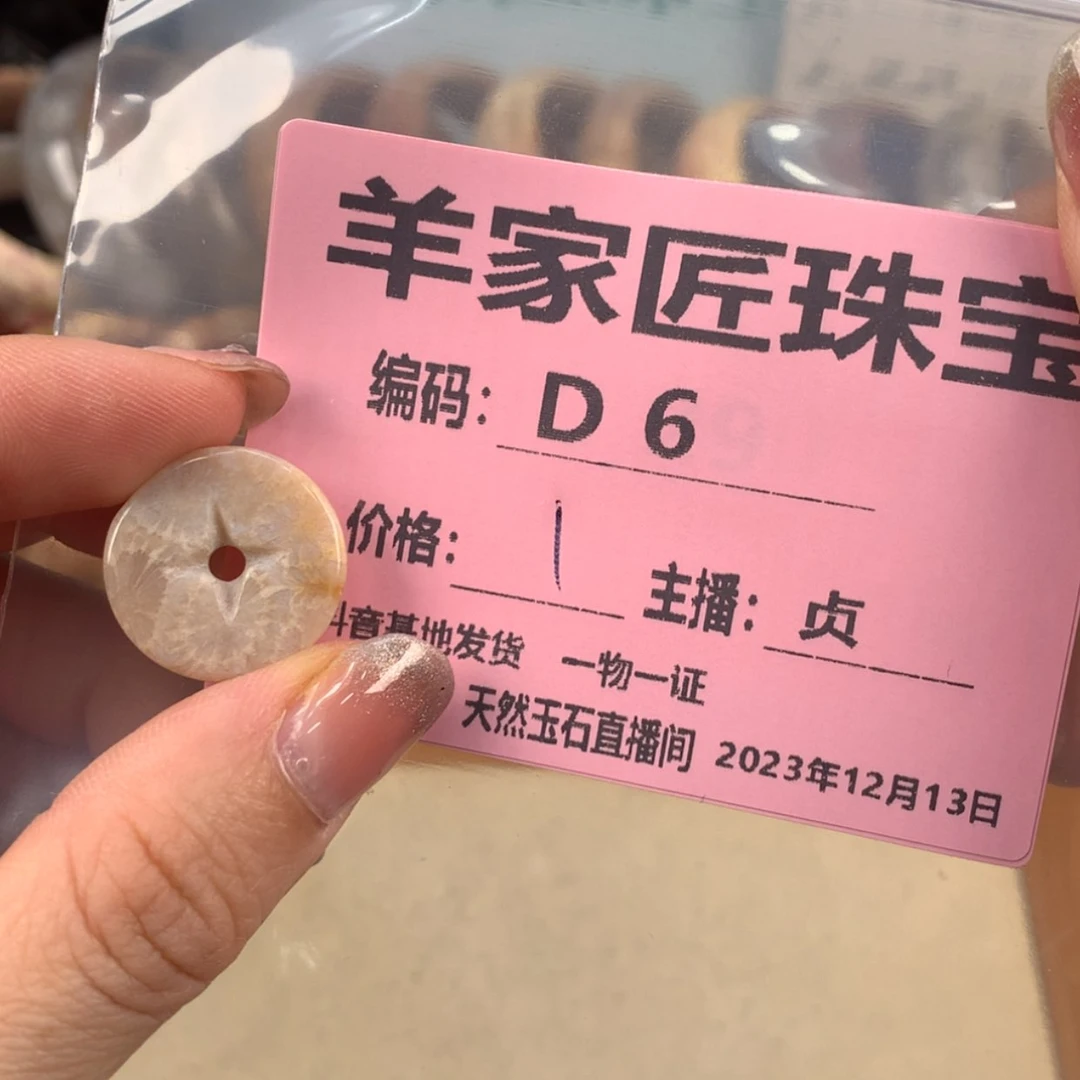 羊家匠珠宝
编码: D 6
价格: 1 主播: 贞
抖音基地发货 一物一证
天然玉石直播间 2023年12月13日